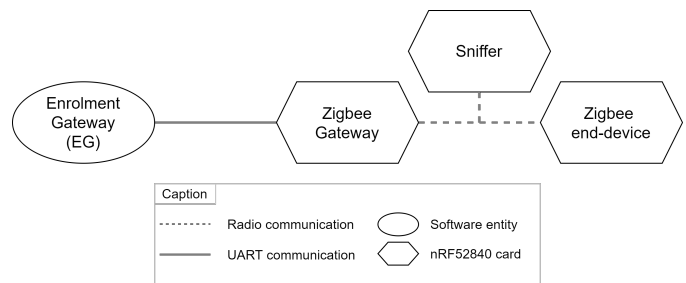 Sniffer
Enrolment
Gateway
(EG)
Zigbee
Gateway
Zigbee
end-device
Caption
Radio communication
Software entity
UART communication
nRF52840 card